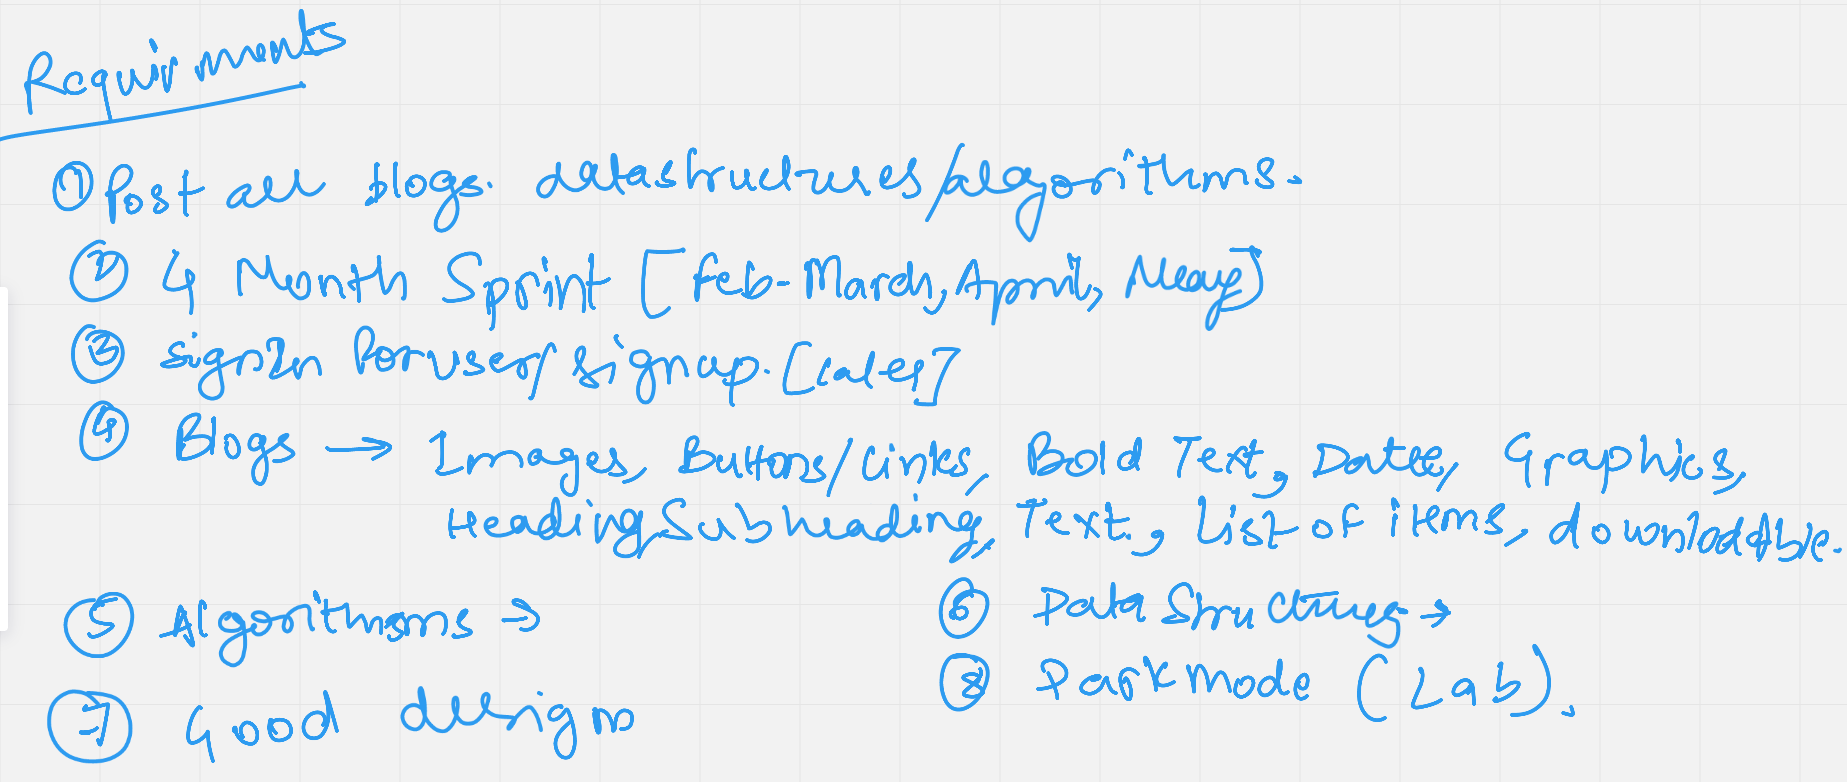 Requirments
① Post all blogs. datastructures/algorithms.
② 4 Month Sprint [Feb-March, April, May]
③ signIn for user/signup. [Later]
④ Blogs → Images, Buttons/Links, Bold Text, Date, Graphics,
Heading, Subheading, Text, List of items, downloadable.
⑤ Algorithms →
⑥ Data Structures →
⑦ Good design
⑧ Dark mode (Lab).